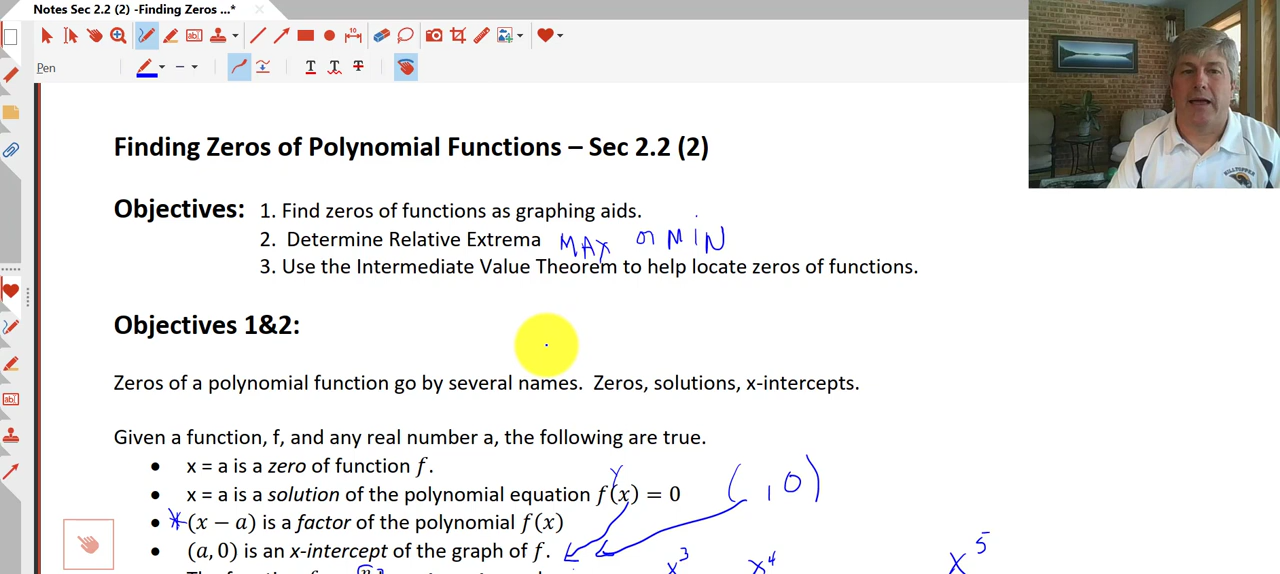 Notes Sec 2.2 (2) -Finding Zeros ...*
Pen
Finding Zeros of Polynomial Functions – Sec 2.2 (2)
Objectives: 1. Find zeros of functions as graphing aids.
2. Determine Relative Extrema MAX or MiN
3. Use the Intermediate Value Theorem to help locate zeros of functions.
Objectives 1&2:
Zeros of a polynomial function go by several names. Zeros, solutions, x-intercepts.
Given a function, f, and any real number a, the following are true.
• x = a is a zero of function f.
y
• x = a is a solution of the polynomial equation f(x) = 0 ( , 0)
• *(x − a) is a factor of the polynomial f(x)
• (a, 0) is an x-intercept of the graph of f.
x³ x⁴ x⁵